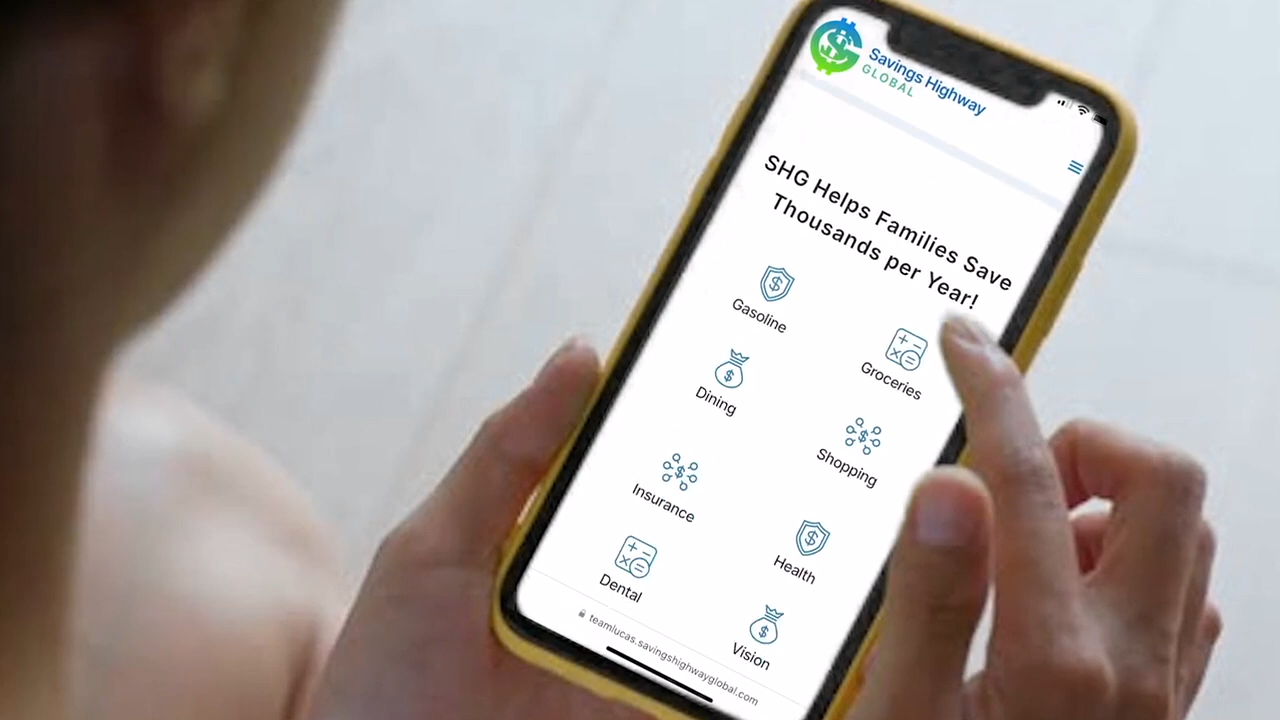 Savings Highway
GLOBAL
SHG Helps Families Save
Thousands per Year!
Gasoline
Groceries
Dining
Shopping
Insurance
Health
Dental
Vision
teamlucas.savingshighwayglobal.com